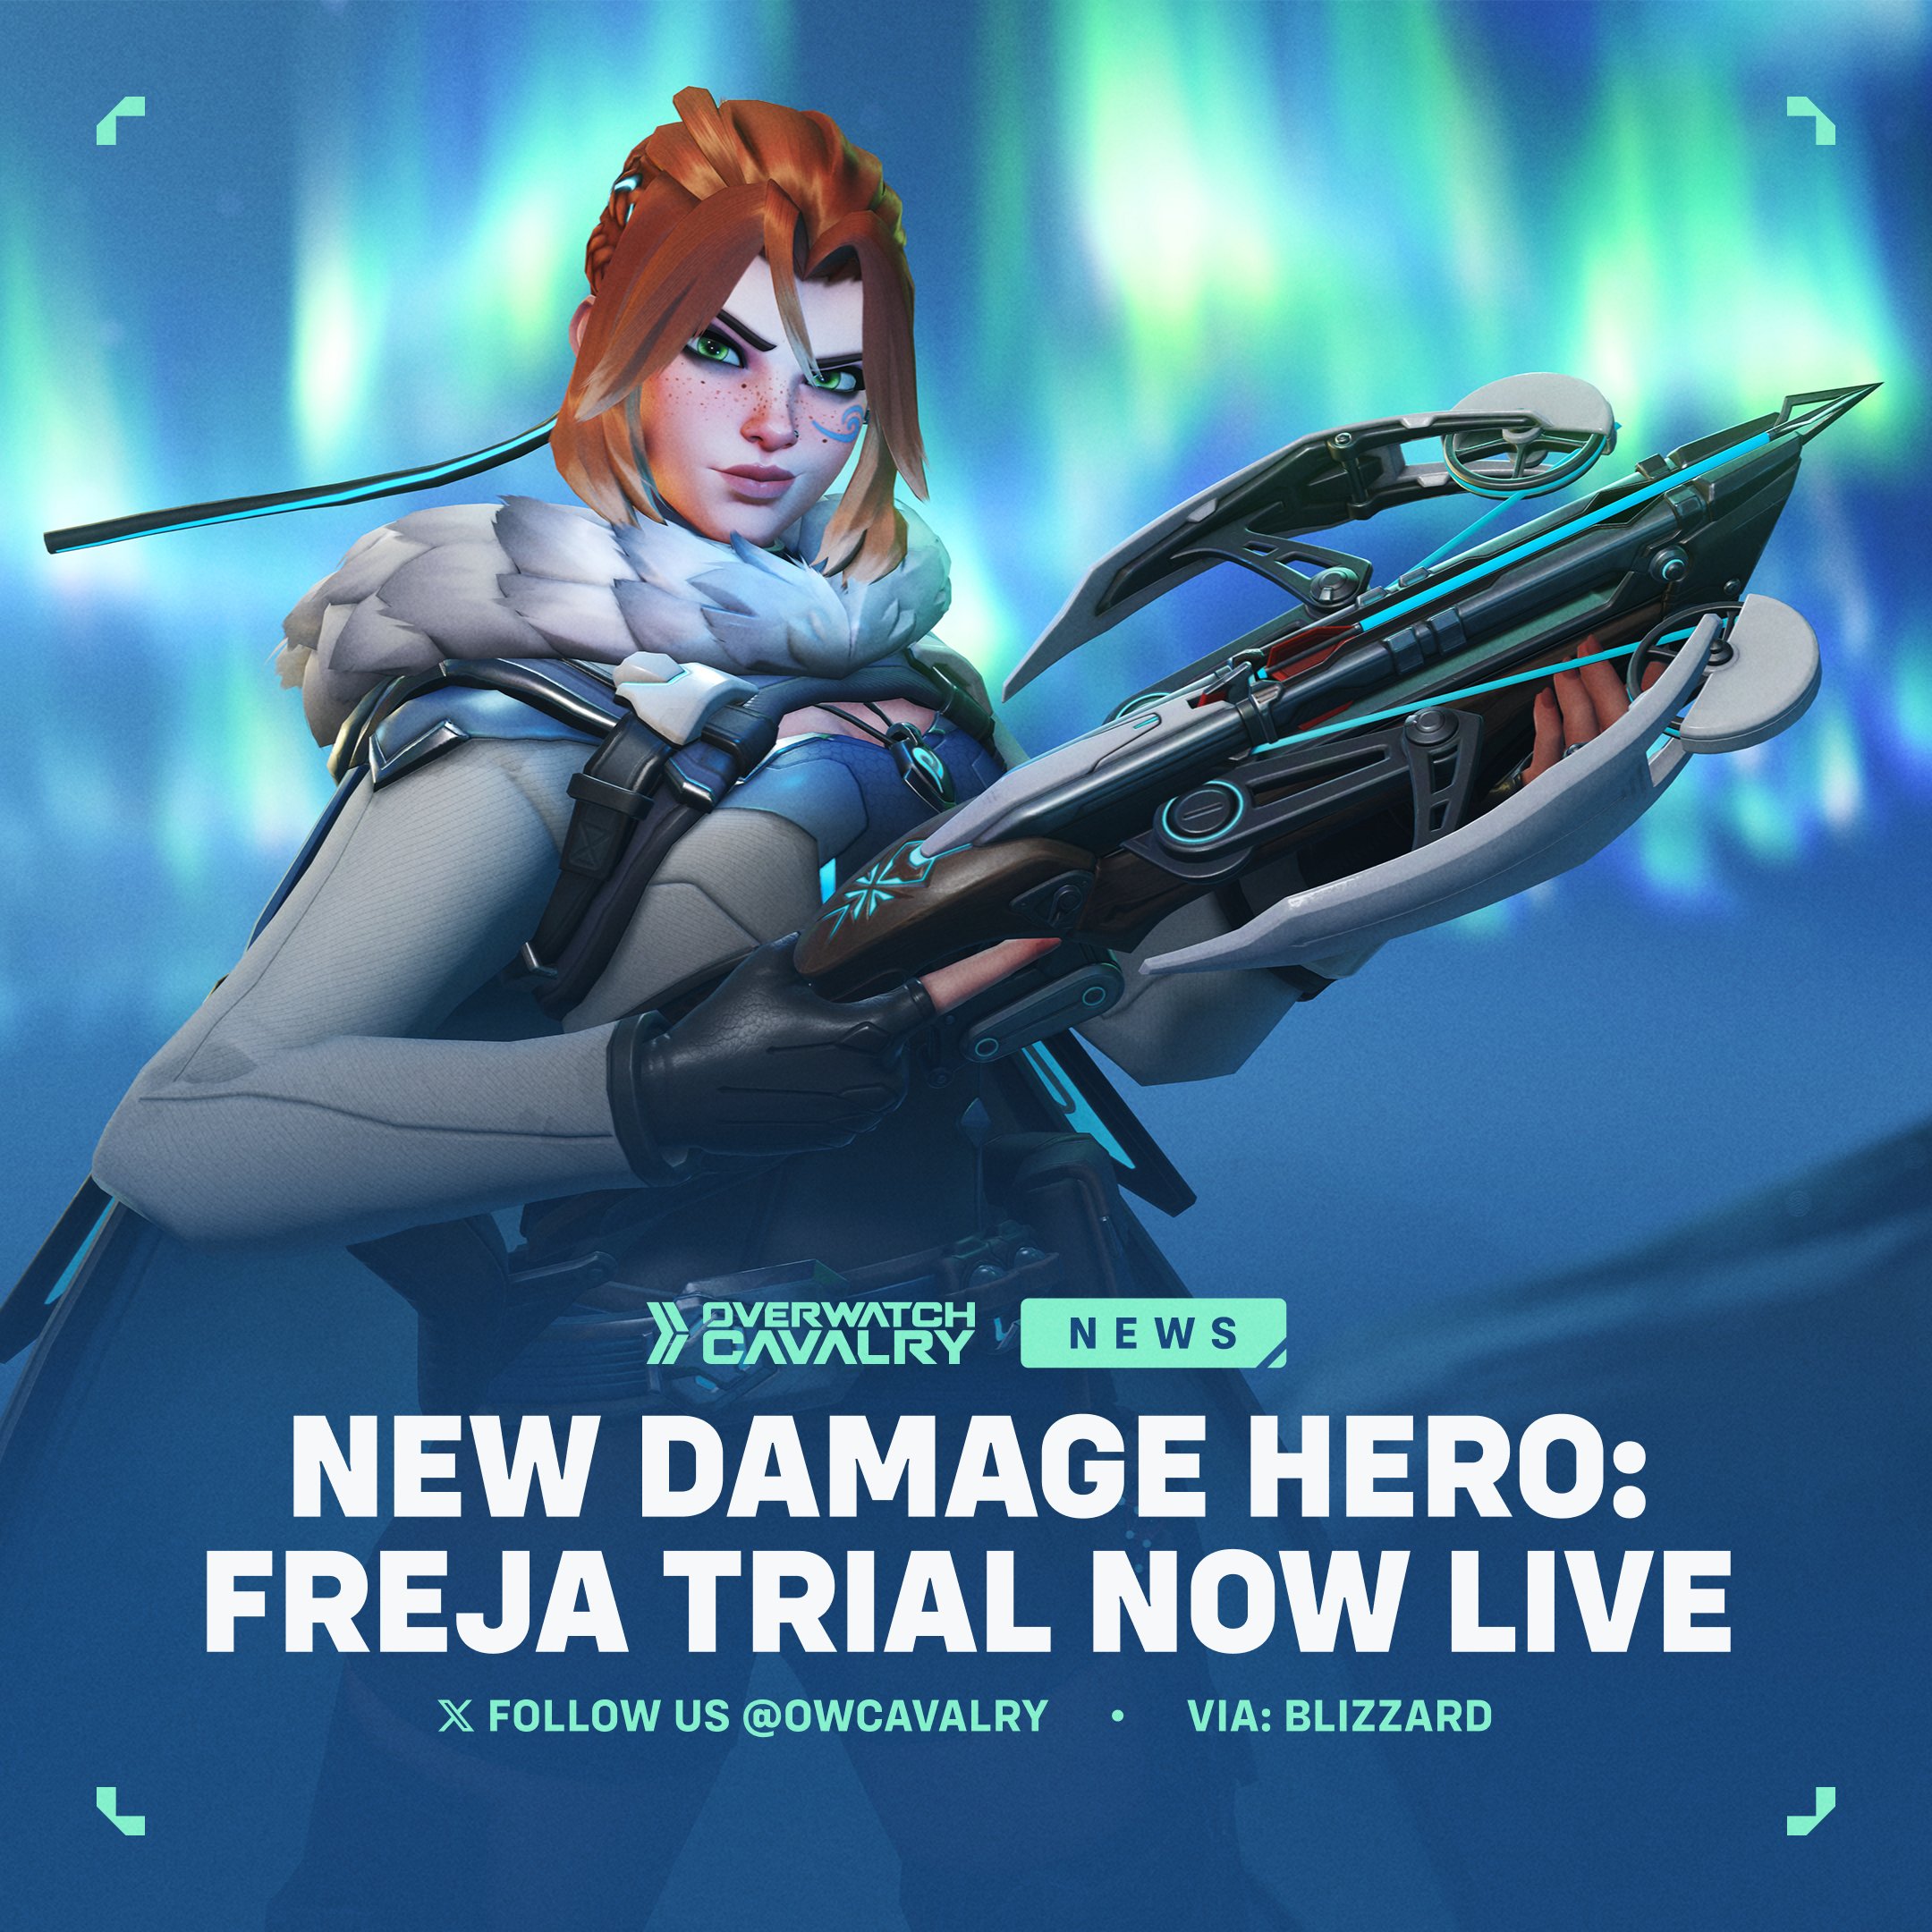 OVERWATCH
CAVALRY
NEWS
NEW DAMAGE HERO:
FREJA TRIAL NOW LIVE
𝕏 FOLLOW US @OWCAVALRY • VIA: BLIZZARD